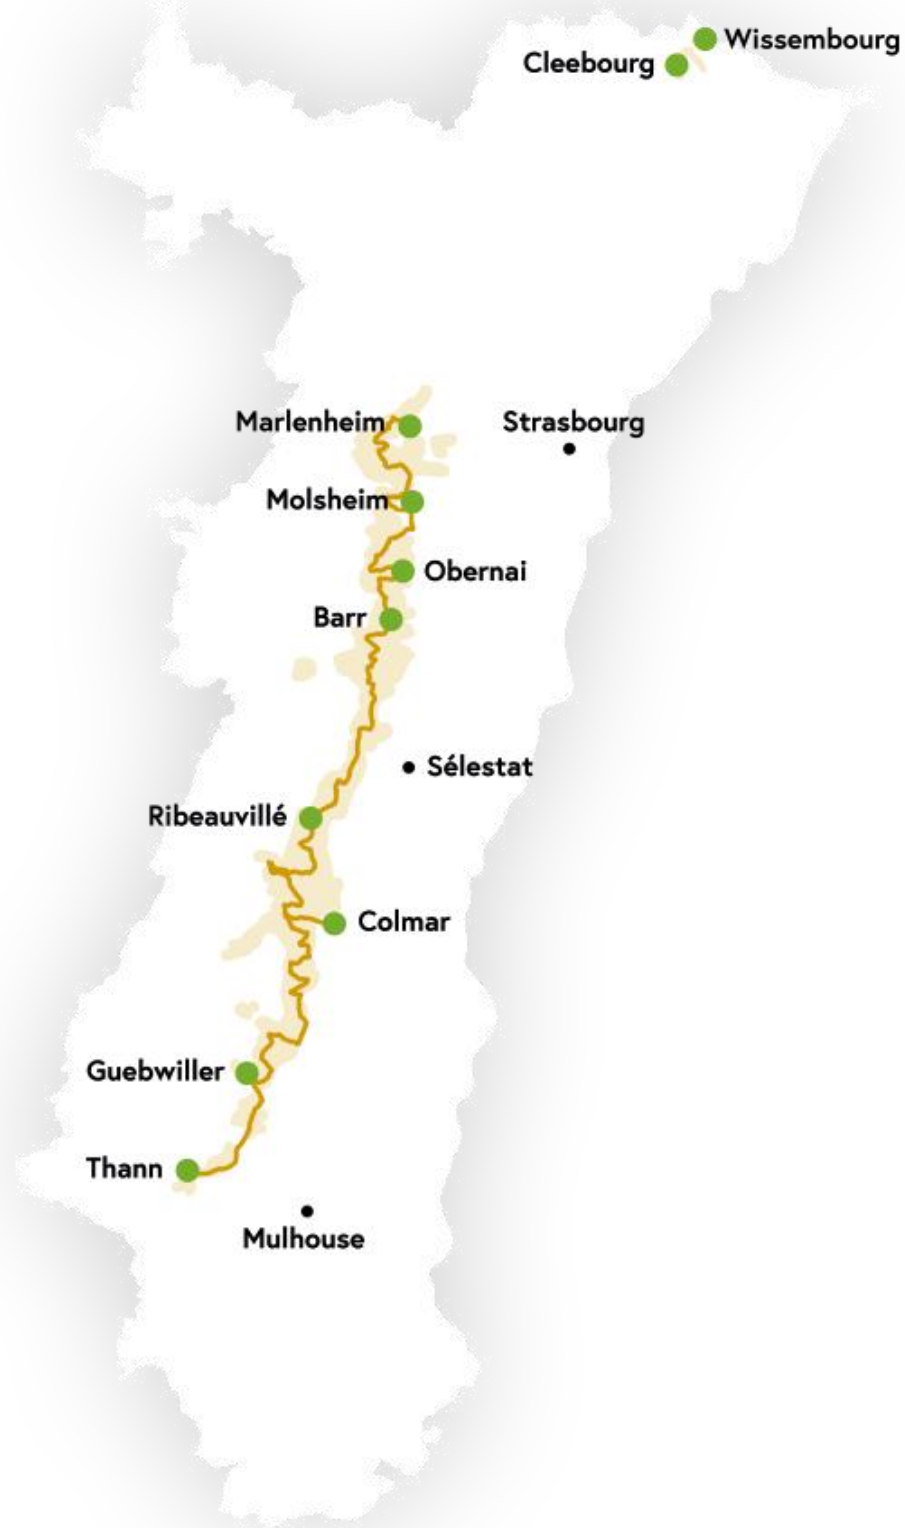 Wissembourg
Cleebourg
Marlenheim
Strasbourg
Molsheim
Obernai
Barr
Sélestat
Ribeauvillé
Colmar
Guebwiller
Thann
Mulhouse